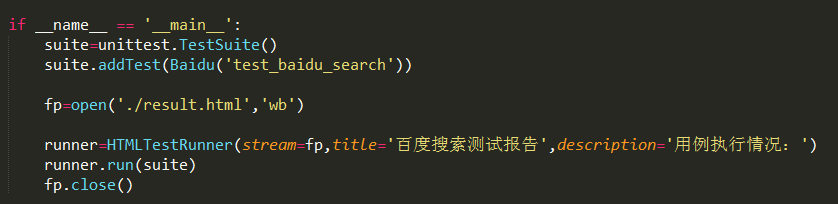 if __name__ == '__main__':
suite=unittest.TestSuite()
suite.addTest(Baidu('test_baidu_search'))
fp=open('./result.html','wb')
runner=HTMLTestRunner(stream=fp,title='百度搜索测试报告',description='用例执行情况：')
runner.run(suite)
fp.close()